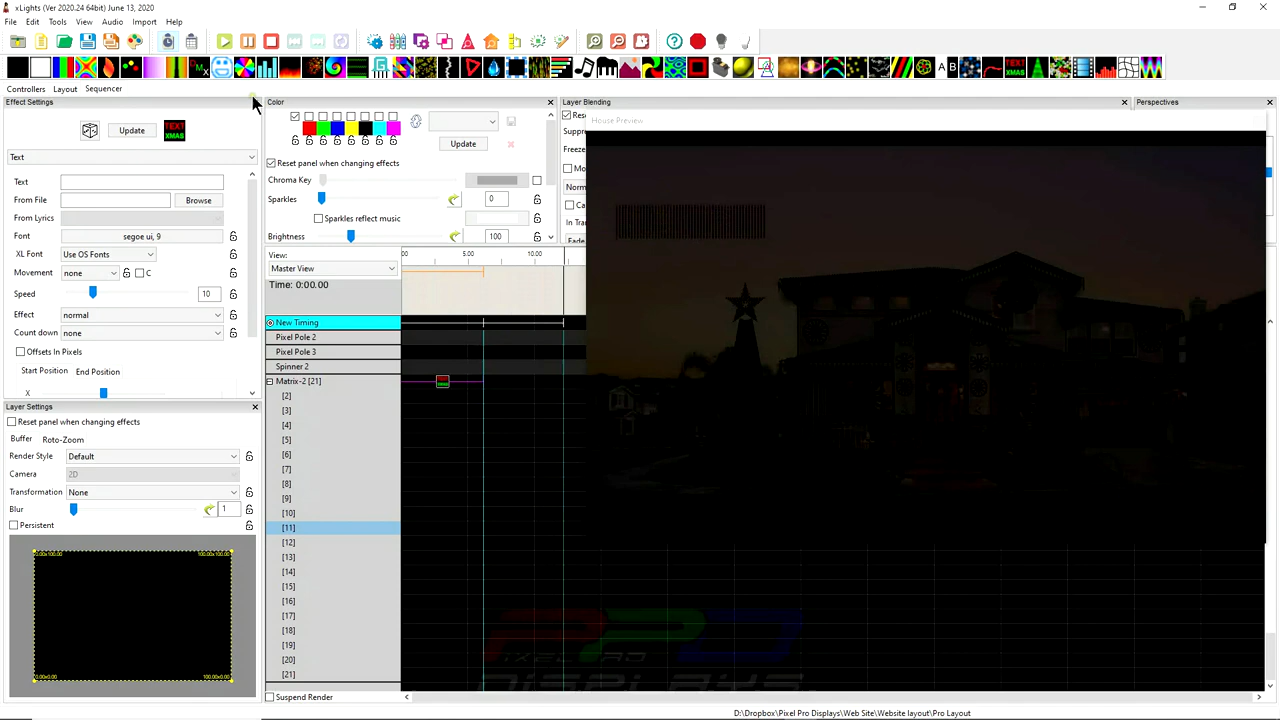 xLights (Ver 2020.24 64bit) June 13, 2020
File Edit Tools View Audio Import Help
Controllers Layout Sequencer
Effect Settings
Color
Layer Blending
Perspectives
Update
TEXT XMAS
Text
Text
From File
Browse
From Lyrics
Font
segoe ui, 9
XL Font
Use OS Fonts
Movement
none
C
Speed
10
Effect
normal
Count down
none
Offsets In Pixels
Start Position End Position
X
Update
Reset panel when changing effects
Chroma Key
Sparkles
0
Sparkles reflect music
Brightness
100
House Preview
View:
Master View
Time: 0:00.00
5.00 10.00
New Timing
Pixel Pole 2
Pixel Pole 3
Spinner 2
Matrix-2 [21]
[2]
[3]
[4]
[5]
[6]
[7]
[8]
[9]
[10]
[11]
[12]
[13]
[14]
[15]
[16]
[17]
[18]
[19]
[20]
[21]
Suspend Render
Layer Settings
Reset panel when changing effects
Buffer Roto-Zoom
Render Style
Default
Camera
2D
Transformation
None
Blur
1
Persistent
PPD
PIXEL PRO
DISPLAYS
D:\Dropbox\Pixel Pro Displays\Web Site\Website layout\Pro Layout